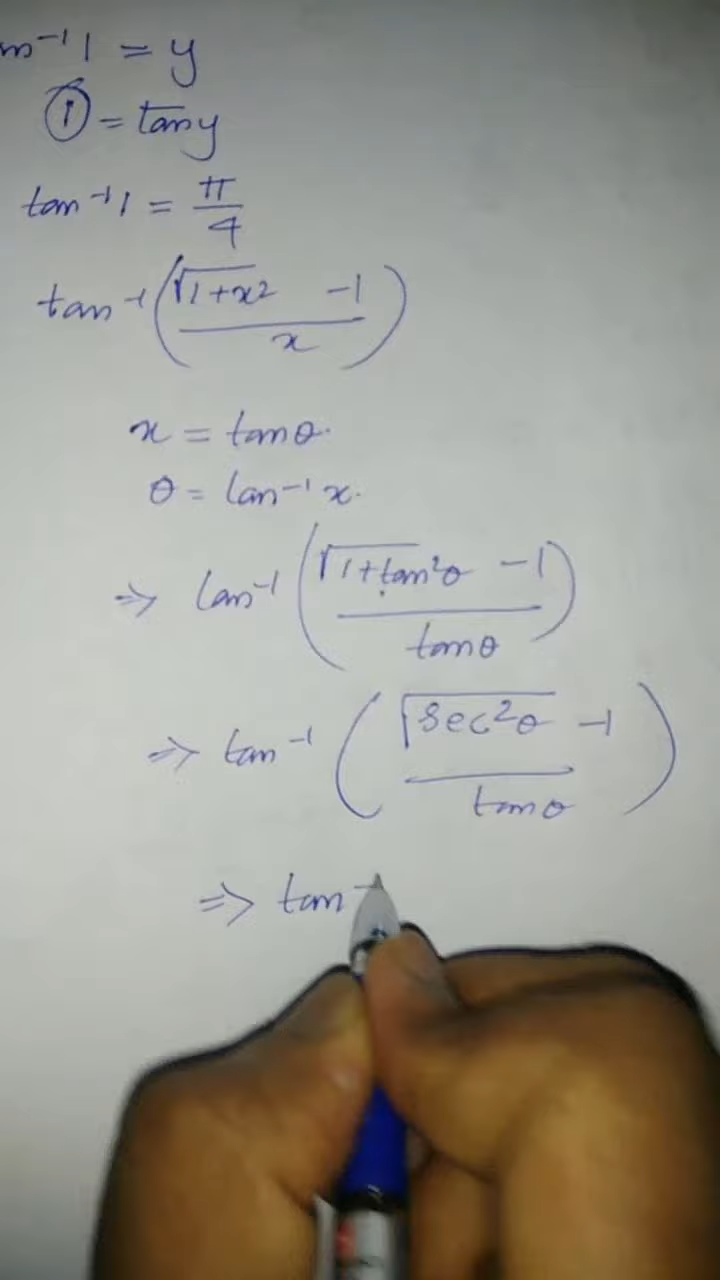 n⁻¹1 = y
① = tan y
tan⁻¹1 = π/4
tan⁻¹(√1+x² -1 / x)
x = tanθ.
θ = tan⁻¹ x.
⇒ tan⁻¹(√1+tan²θ -1 / tanθ)
⇒ tan⁻¹(√sec²θ -1 / tanθ)
⇒ tan⁻